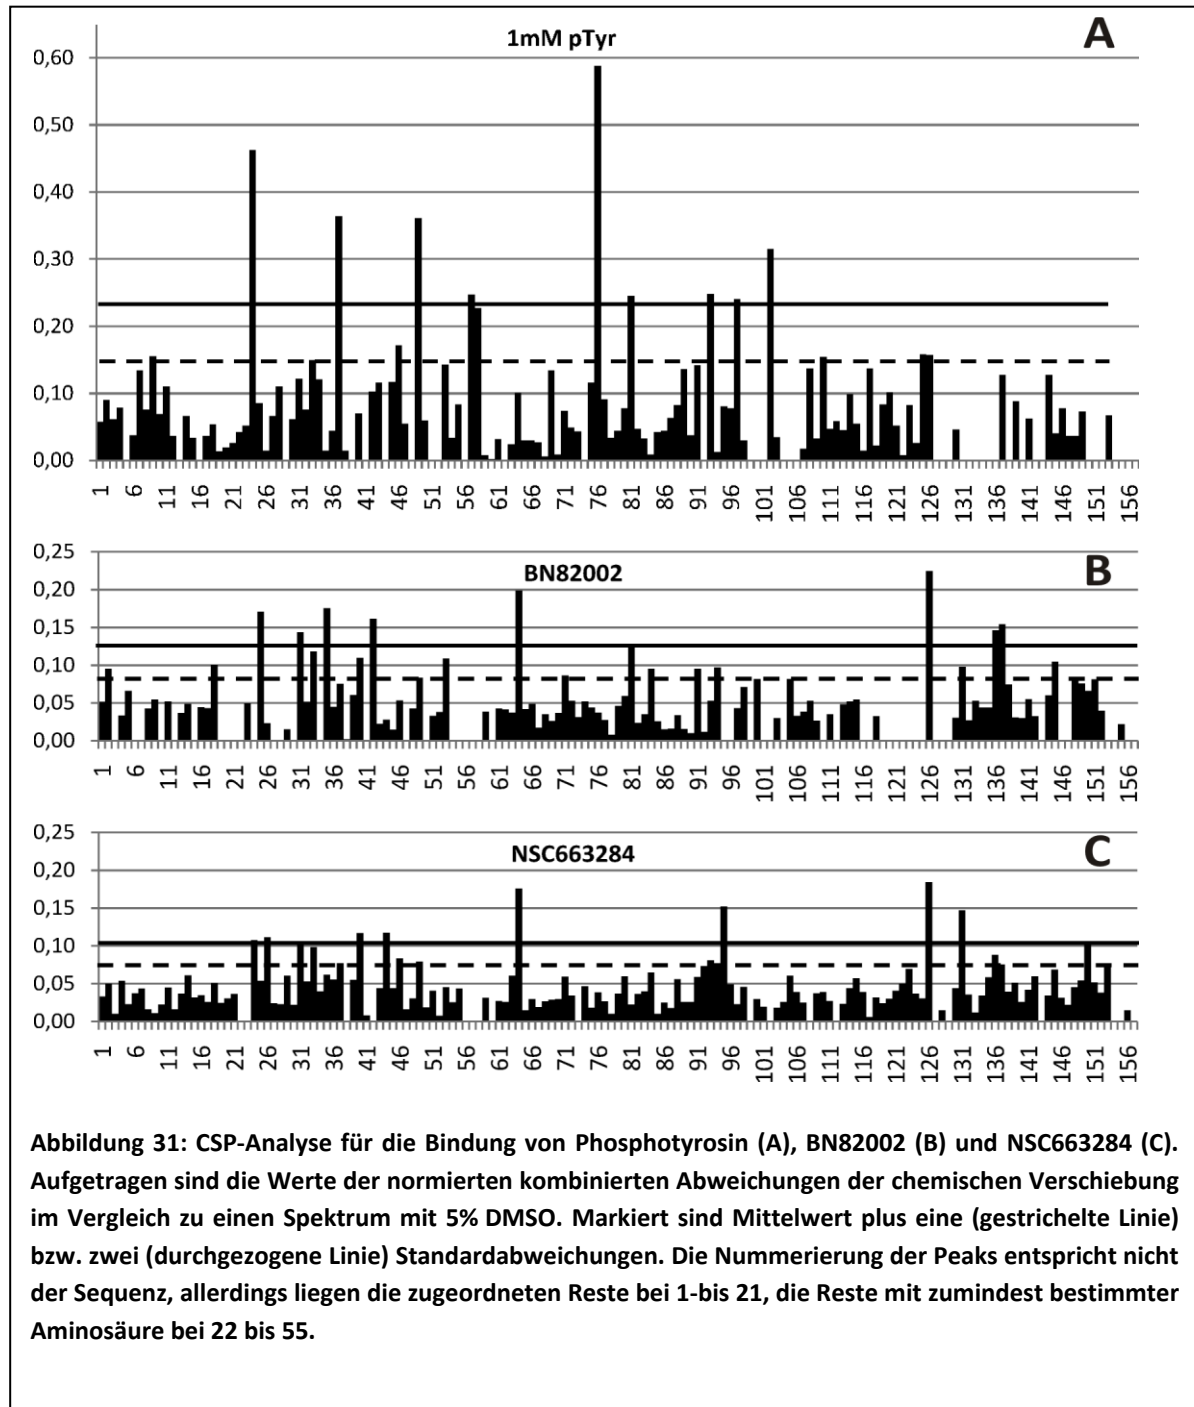 1mM pTyr
A
0,60
0,50
0,40
0,30
0,20
0,10
0,00
1 6 11 16 21 26 31 36 41 46 51 56 61 66 71 76 81 86 91 96 101 106 111 116 121 126 131 136 141 146 151 156
BN82002
B
0,25
0,20
0,15
0,10
0,05
0,00
1 6 11 16 21 26 31 36 41 46 51 56 61 66 71 76 81 86 91 96 101 106 111 116 121 126 131 136 141 146 151 156
NSC663284
C
0,25
0,20
0,15
0,10
0,05
0,00
1 6 11 16 21 26 31 36 41 46 51 56 61 66 71 76 81 86 91 96 101 106 111 116 121 126 131 136 141 146 151 156
Abbildung 31: CSP-Analyse für die Bindung von Phosphotyrosin (A), BN82002 (B) und NSC663284 (C).
Aufgetragen sind die Werte der normierten kombinierten Abweichungen der chemischen Verschiebung
im Vergleich zu einen Spektrum mit 5% DMSO. Markiert sind Mittelwert plus eine (gestrichelte Linie)
bzw. zwei (durchgezogene Linie) Standardabweichungen. Die Nummerierung der Peaks entspricht nicht
der Sequenz, allerdings liegen die zugeordneten Reste bei 1-bis 21, die Reste mit zumindest bestimmter
Aminosäure bei 22 bis 55.